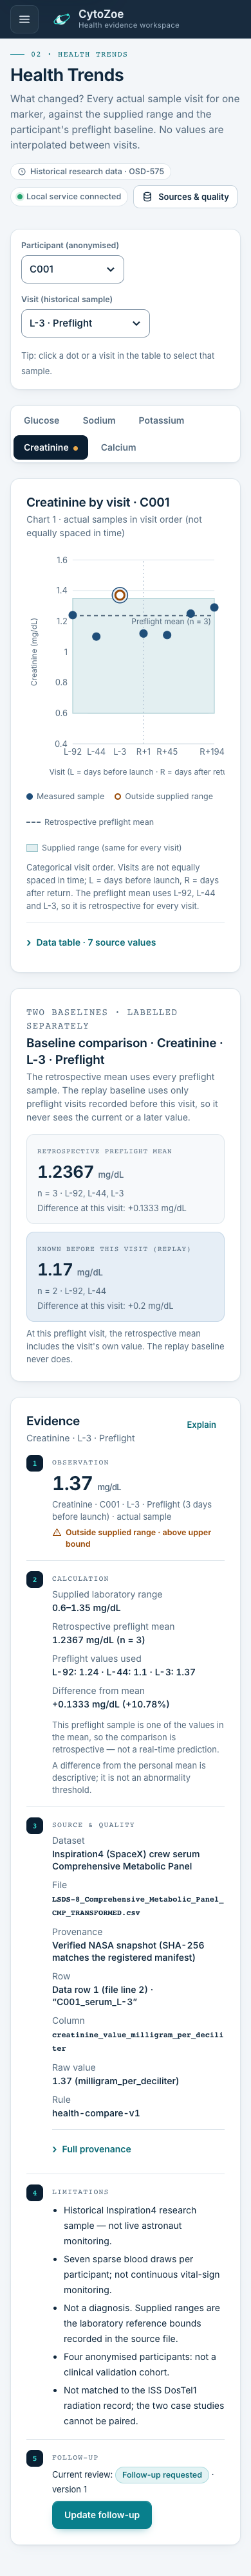 CytoZoe
Health evidence workspace
02 · HEALTH TRENDS
Health Trends
What changed? Every actual sample visit for one
marker, against the supplied range and the
participant's preflight baseline. No values are
interpolated between visits.
Historical research data · OSD-575
Local service connected
Sources & quality
Participant (anonymised)
C001
Visit (historical sample)
L-3 · Preflight
Tip: click a dot or a visit in the table to select that
sample.
Glucose Sodium Potassium
Creatinine Calcium
Creatinine by visit · C001
Chart 1 · actual samples in visit order (not
equally spaced in time)
1.6
1.4
1.2
1
0.8
0.6
0.4
Creatinine (mg/dL)
Preflight mean (n = 3)
L-92 L-44 L-3 R+1 R+45 R+194
Visit (L = days before launch · R = days after retu
Measured sample Outside supplied range
Retrospective preflight mean
Supplied range (same for every visit)
Categorical visit order. Visits are not equally
spaced in time; L = days before launch, R = days
after return. The preflight mean uses L-92, L-44
and L-3, so it is retrospective for every visit.
› Data table · 7 source values
TWO BASELINES · LABELLED
SEPARATELY
Baseline comparison · Creatinine ·
L-3 · Preflight
The retrospective mean uses every preflight
sample. The replay baseline uses only
preflight visits recorded before this visit, so it
never sees the current or a later value.
RETROSPECTIVE PREFLIGHT MEAN
1.2367 mg/dL
n = 3 · L-92, L-44, L-3
Difference at this visit: +0.1333 mg/dL
KNOWN BEFORE THIS VISIT (REPLAY)
1.17 mg/dL
n = 2 · L-92, L-44
Difference at this visit: +0.2 mg/dL
At this preflight visit, the retrospective mean
includes the visit's own value. The replay baseline
never does.
Evidence
Explain
Creatinine · L-3 · Preflight
1 OBSERVATION
1.37 mg/dL
Creatinine · C001 · L-3 · Preflight (3 days
before launch) · actual sample
Outside supplied range · above upper
bound
2 CALCULATION
Supplied laboratory range
0.6–1.35 mg/dL
Retrospective preflight mean
1.2367 mg/dL (n = 3)
Preflight values used
L-92: 1.24 · L-44: 1.1 · L-3: 1.37
Difference from mean
+0.1333 mg/dL (+10.78%)
This preflight sample is one of the values in
the mean, so the comparison is
retrospective — not a real-time prediction.
A difference from the personal mean is
descriptive; it is not an abnormality
threshold.
3 SOURCE & QUALITY
Dataset
Inspiration4 (SpaceX) crew serum
Comprehensive Metabolic Panel
File
LSDS-8_Comprehensive_Metabolic_Panel_
CMP_TRANSFORMED.csv
Provenance
Verified NASA snapshot (SHA-256
matches the registered manifest)
Row
Data row 1 (file line 2) ·
“C001_serum_L-3”
Column
creatinine_value_milligram_per_decili
ter
Raw value
1.37 (milligram_per_deciliter)
Rule
health-compare-v1
› Full provenance
4 LIMITATIONS
• Historical Inspiration4 research
sample — not live astronaut
monitoring.
• Seven sparse blood draws per
participant; not continuous vital-sign
monitoring.
• Not a diagnosis. Supplied ranges are
the laboratory reference bounds
recorded in the source file.
• Four anonymised participants: not a
clinical validation cohort.
• Not matched to the ISS DosTel1
radiation record; the two case studies
cannot be paired.
5 FOLLOW-UP
Current review: Follow-up requested ·
version 1
Update follow-up